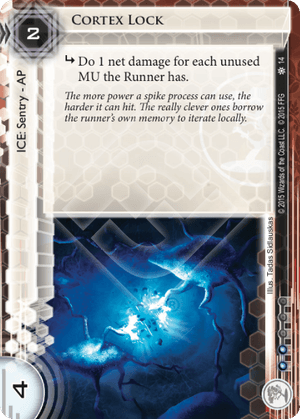 Cortex Lock
2
ICE: Sentry - AP
Do 1 net damage for each unused
MU the Runner has.
The more power a spike process can use, the
harder it can hit. The really clever ones borrow
the runner's own memory to iterate locally.
14
© 2015 Wizards of the Coast LLC. © 2015 FFG
Illus. Tadas Sidlauskas
4